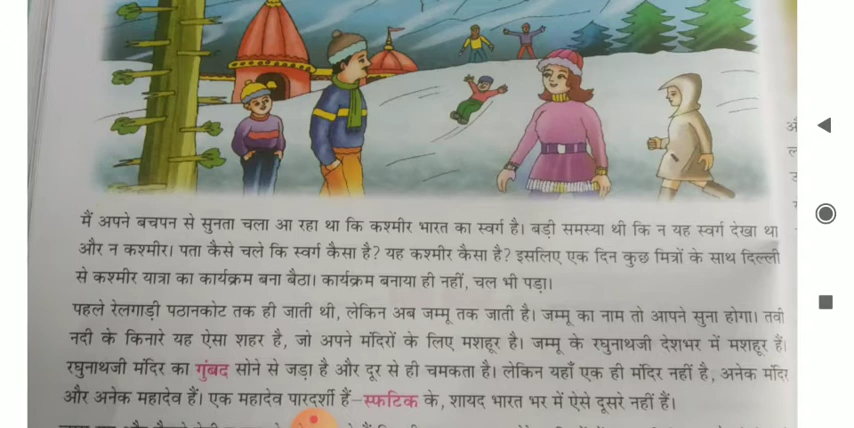 मैं अपने बचपन से सुनता चला आ रहा था कि कश्मीर भारत का स्वर्ग है। बड़ी समस्या थी कि न यह स्वर्ग देखा था
और न कश्मीर। पता कैसे चले कि स्वर्ग कैसा है? यह कश्मीर कैसा है? इसलिए एक दिन कुछ मित्रों के साथ दिल्ली
से कश्मीर यात्रा का कार्यक्रम बना बैठा। कार्यक्रम बनाया ही नहीं, चल भी पड़ा।
पहले रेलगाड़ी पठानकोट तक ही जाती थी, लेकिन अब जम्मू तक जाती है। जम्मू का नाम तो आपने सुना होगा। तवी
नदी के किनारे यह ऐसा शहर है, जो अपने मंदिरों के लिए मशहूर है। जम्मू के रघुनाथजी देशभर में मशहूर हैं।
रघुनाथजी मंदिर का गुंबद सोने से जड़ा है और दूर से ही चमकता है। लेकिन यहाँ एक ही मंदिर नहीं है, अनेक मंदिर
और अनेक महादेव हैं। एक महादेव पारदर्शी हैं–स्फटिक के, शायद भारत भर में ऐसे दूसरे नहीं हैं।